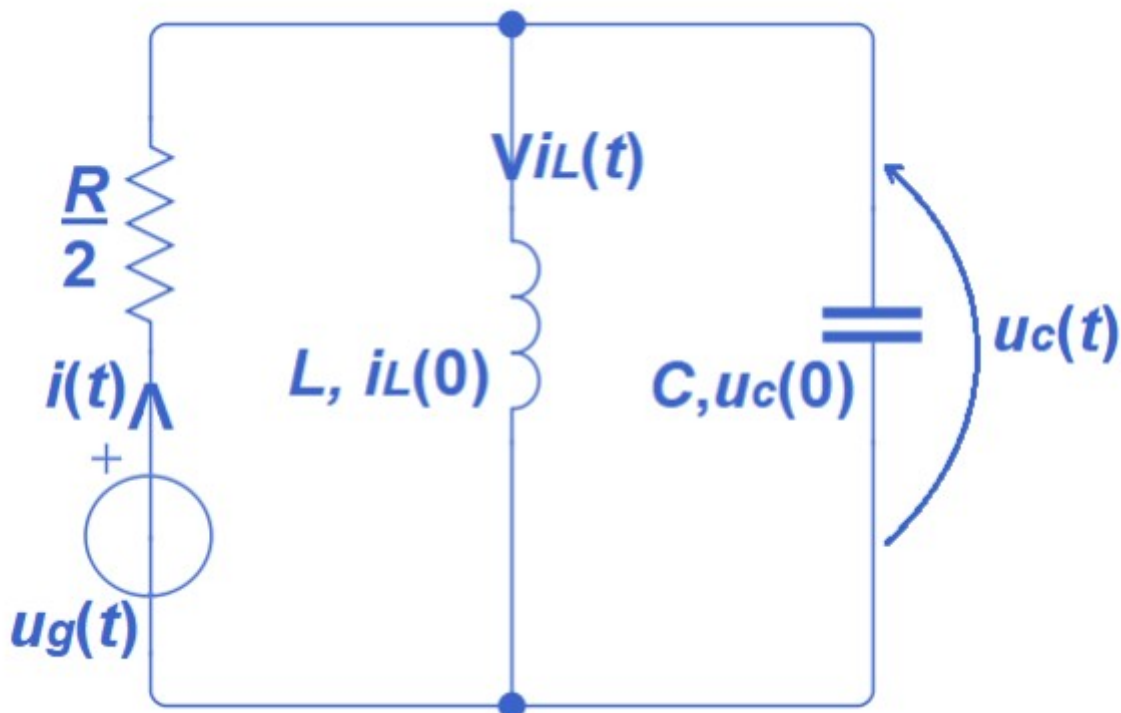 R
2
i(t)
+
ug(t)
iL(t)
L, iL(0)
C,uc(0)
uc(t)